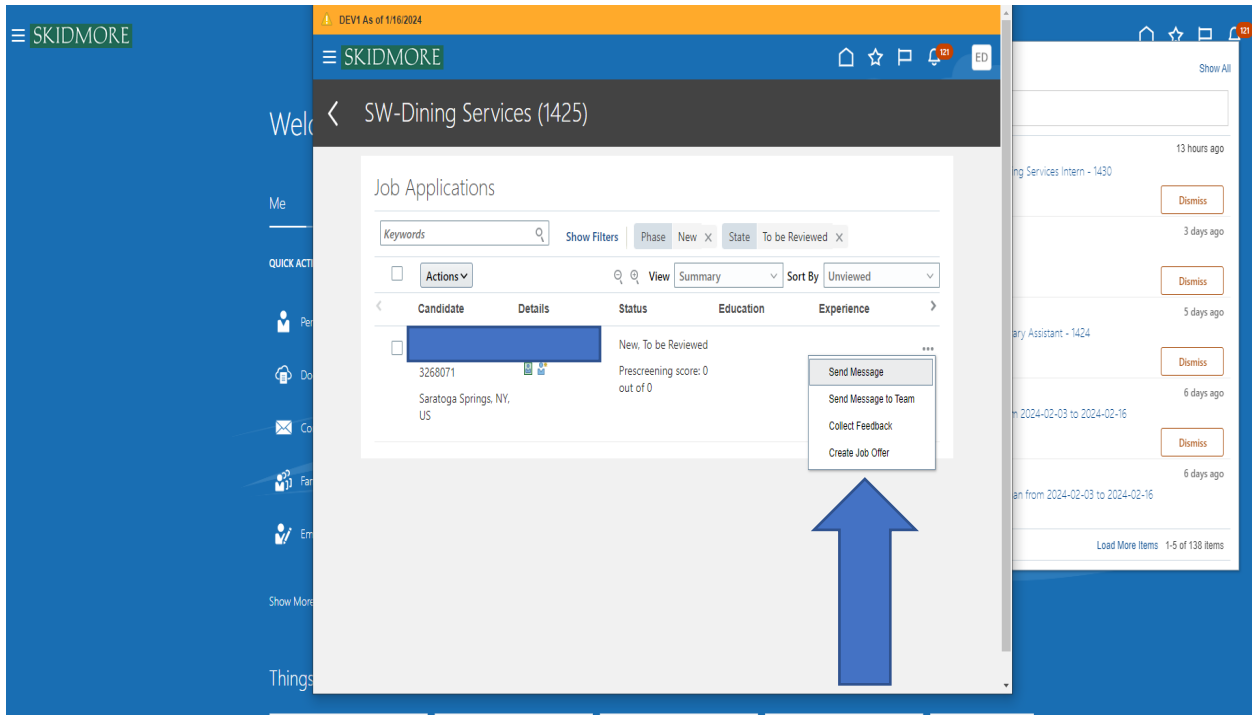 SKIDMORE
121
Show All
Me
QUICK
Show More
Things
DEV1 As of 1/16/2024
SKIDMORE
121
ED
SW-Dining Services (1425)
Job Applications
Keywords
Show Filters
Phase New X
State To be Reviewed X
Actions
View Summary
Sort By Unviewed
Candidate Details Status Education Experience
New, To be Reviewed
3268071
Prescreening score: 0
out of 0
Saratoga Springs, NY,
US
Send Message
Send Message to Team
Collect Feedback
Create Job Offer
13 hours ago
Services Intern - 1430
Dismiss
3 days ago
Dismiss
5 days ago
Assistant - 1424
Dismiss
6 days ago
2024-02-03 to 2024-02-16
Dismiss
6 days ago
from 2024-02-03 to 2024-02-16
Load More Items 1-5 of 138 items